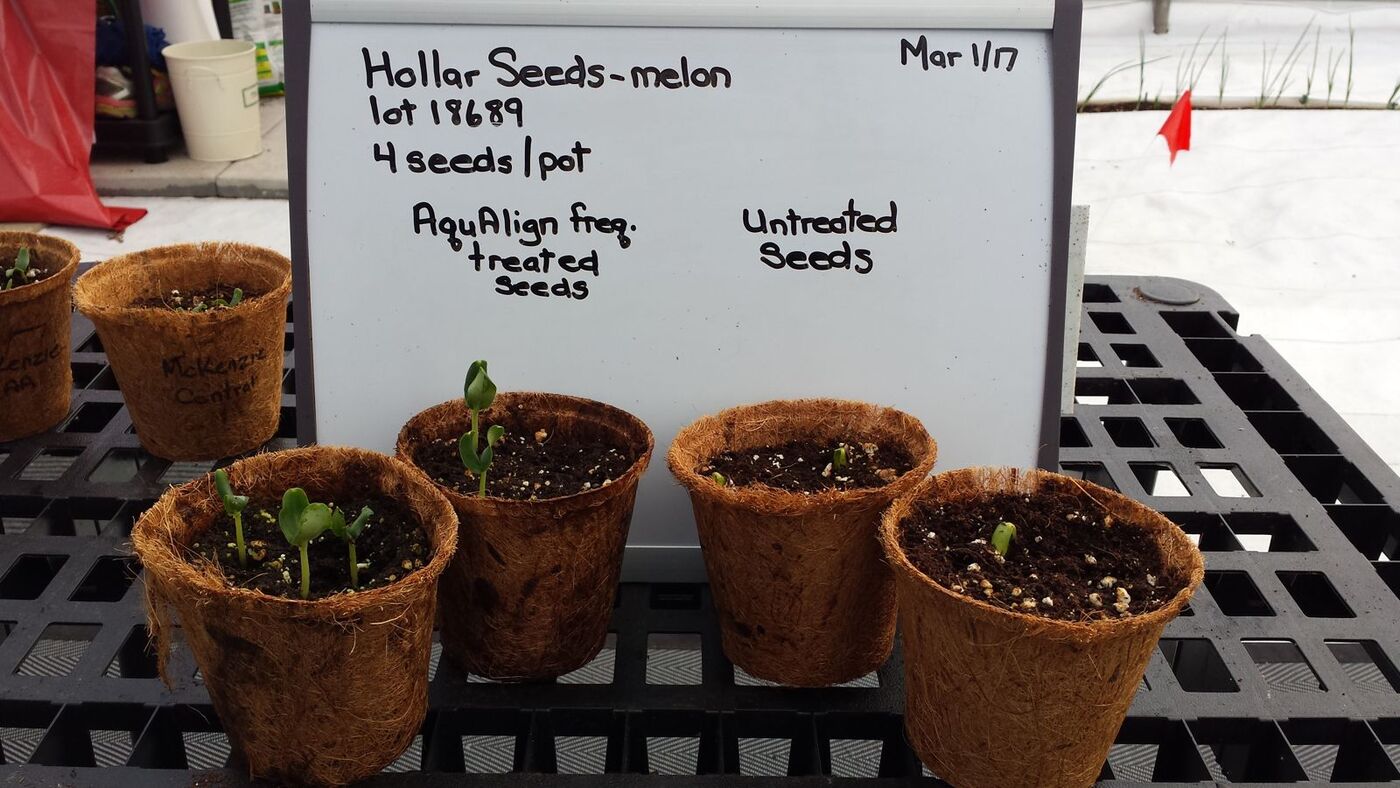 Hollar Seeds-melon
Mar 1/17
lot 18689
4 seeds/pot
AquAlign freq.
treated
seeds
Untreated
Seeds
McKenzie
Control
AA